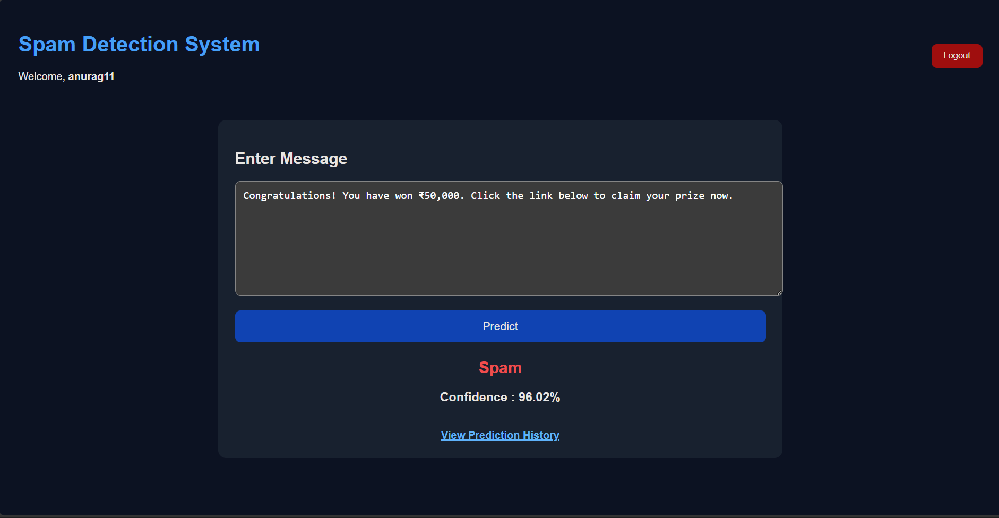 Spam Detection System
Logout
Welcome, anurag11
Enter Message
Congratulations! You have won ₹50,000. Click the link below to claim your prize now.
Predict
Spam
Confidence : 96.02%
View Prediction History